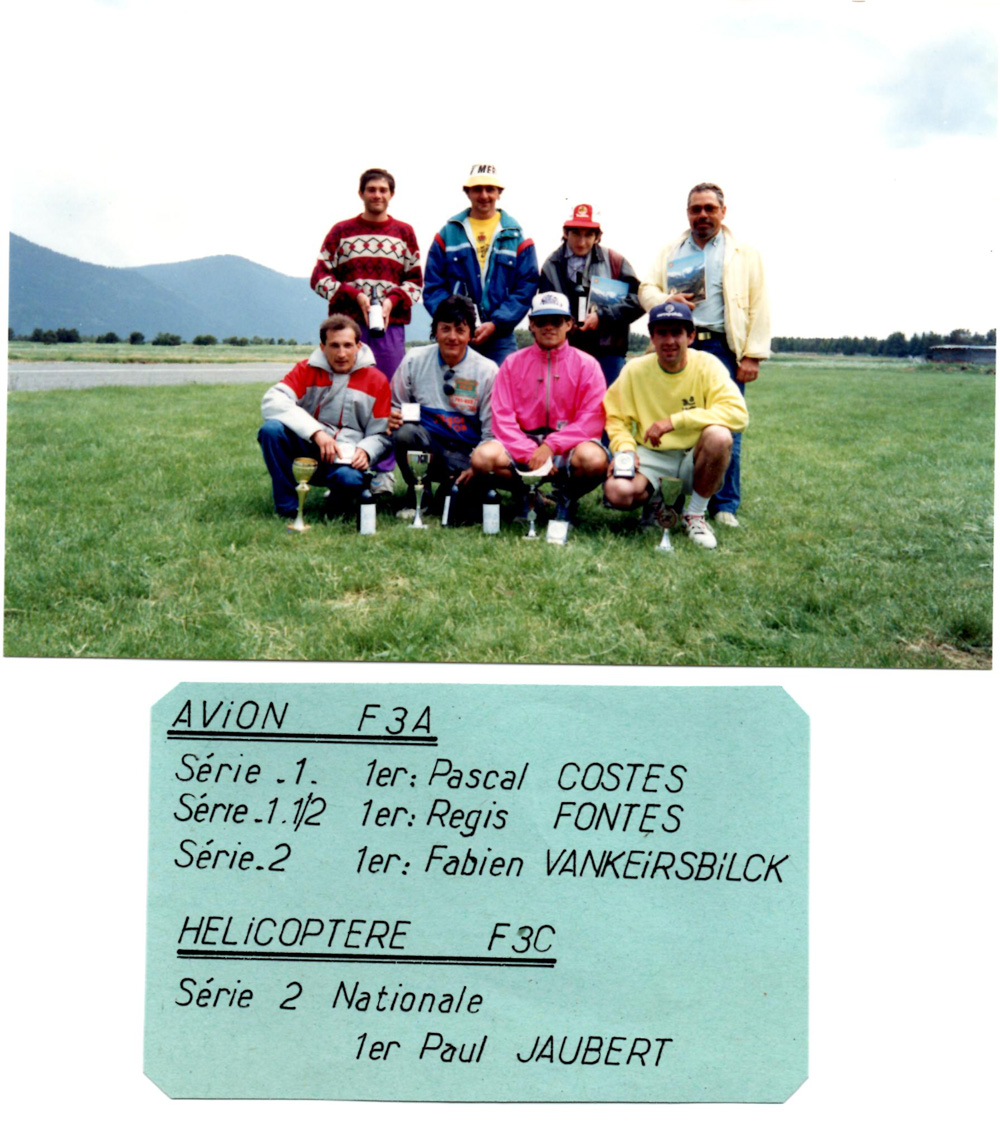 AViON F3A
Série .1. 1er: Pascal COSTES
Série.1.1/2 1er: Regis FONTES
Série.2 1er: Fabien VANKEiRSBiLCK
HELiCOPTERE F3C
Série 2 Nationale
1er Paul JAUBERT